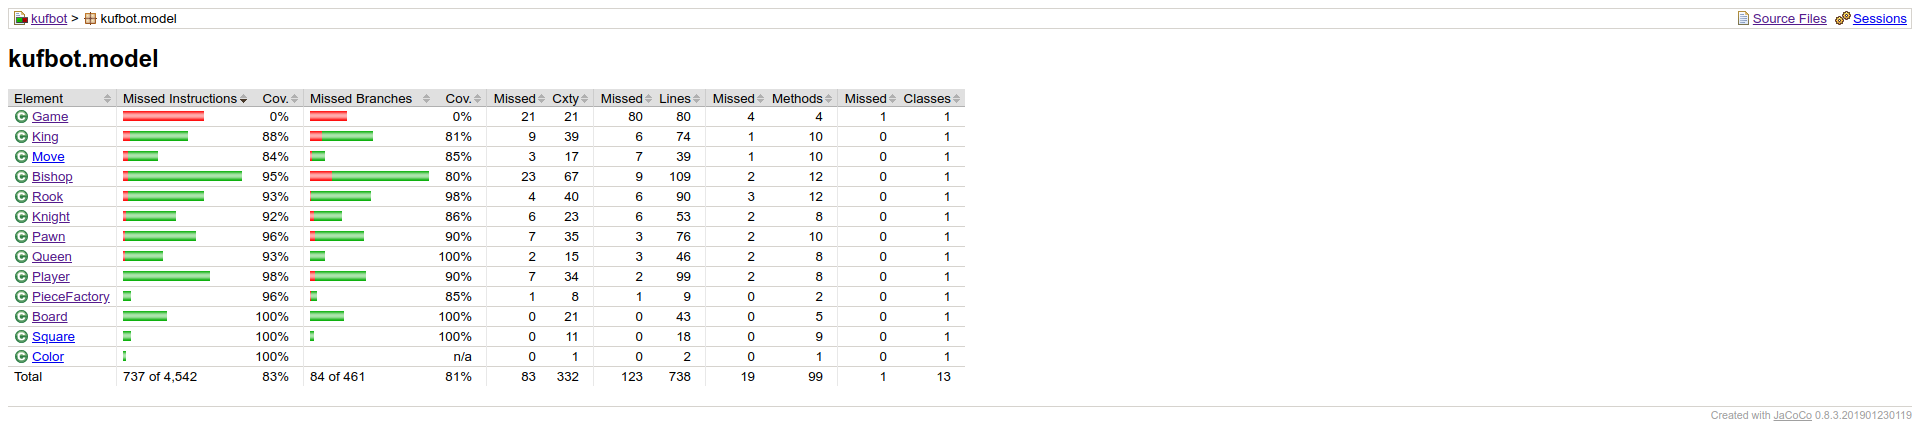 kufbot > kufbot.model Source Files Sessions
kufbot.model
Element Missed Instructions Cov. Missed Branches Cov. Missed Cxty Missed Lines Missed Methods Missed Classes
Game 0% 0% 21 21 80 80 4 4 1 1
King 88% 81% 9 39 6 74 1 10 0 1
Move 84% 85% 3 17 7 39 1 10 0 1
Bishop 95% 80% 23 67 9 109 2 12 0 1
Rook 93% 98% 4 40 6 90 3 12 0 1
Knight 92% 86% 6 23 6 53 2 8 0 1
Pawn 96% 90% 7 35 3 76 2 10 0 1
Queen 93% 100% 2 15 3 46 2 8 0 1
Player 98% 90% 7 34 2 99 2 8 0 1
PieceFactory 96% 85% 1 8 1 9 0 2 0 1
Board 100% 100% 0 21 0 43 0 5 0 1
Square 100% 100% 0 11 0 18 0 9 0 1
Color 100% n/a 0 1 0 2 0 1 0 1
Total 737 of 4,542 83% 84 of 461 81% 83 332 123 738 19 99 1 13
Created with JaCoCo 0.8.3.201901230119